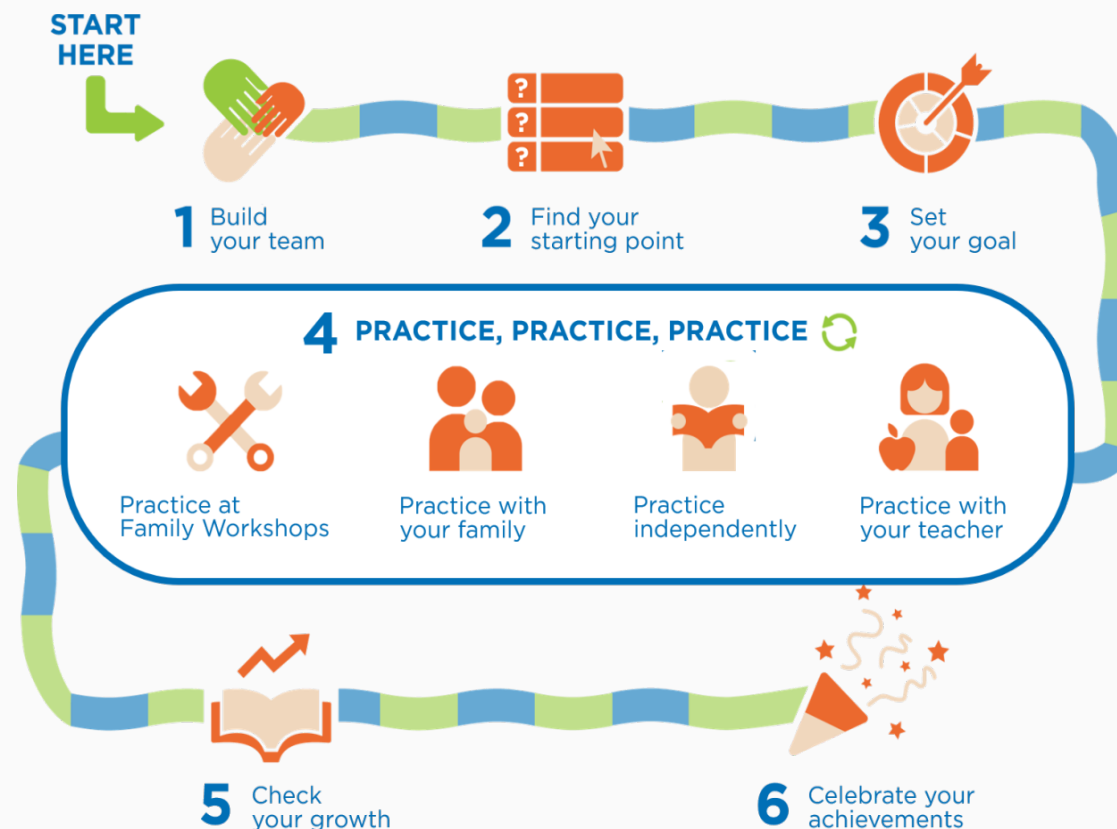 START
HERE
?
?
?
1 Build
your team
2 Find your
starting point
3 Set
your goal
4 PRACTICE, PRACTICE, PRACTICE
Practice at
Family Workshops
Practice with
your family
Practice
independently
Practice with
your teacher
5 Check
your growth
6 Celebrate your
achievements